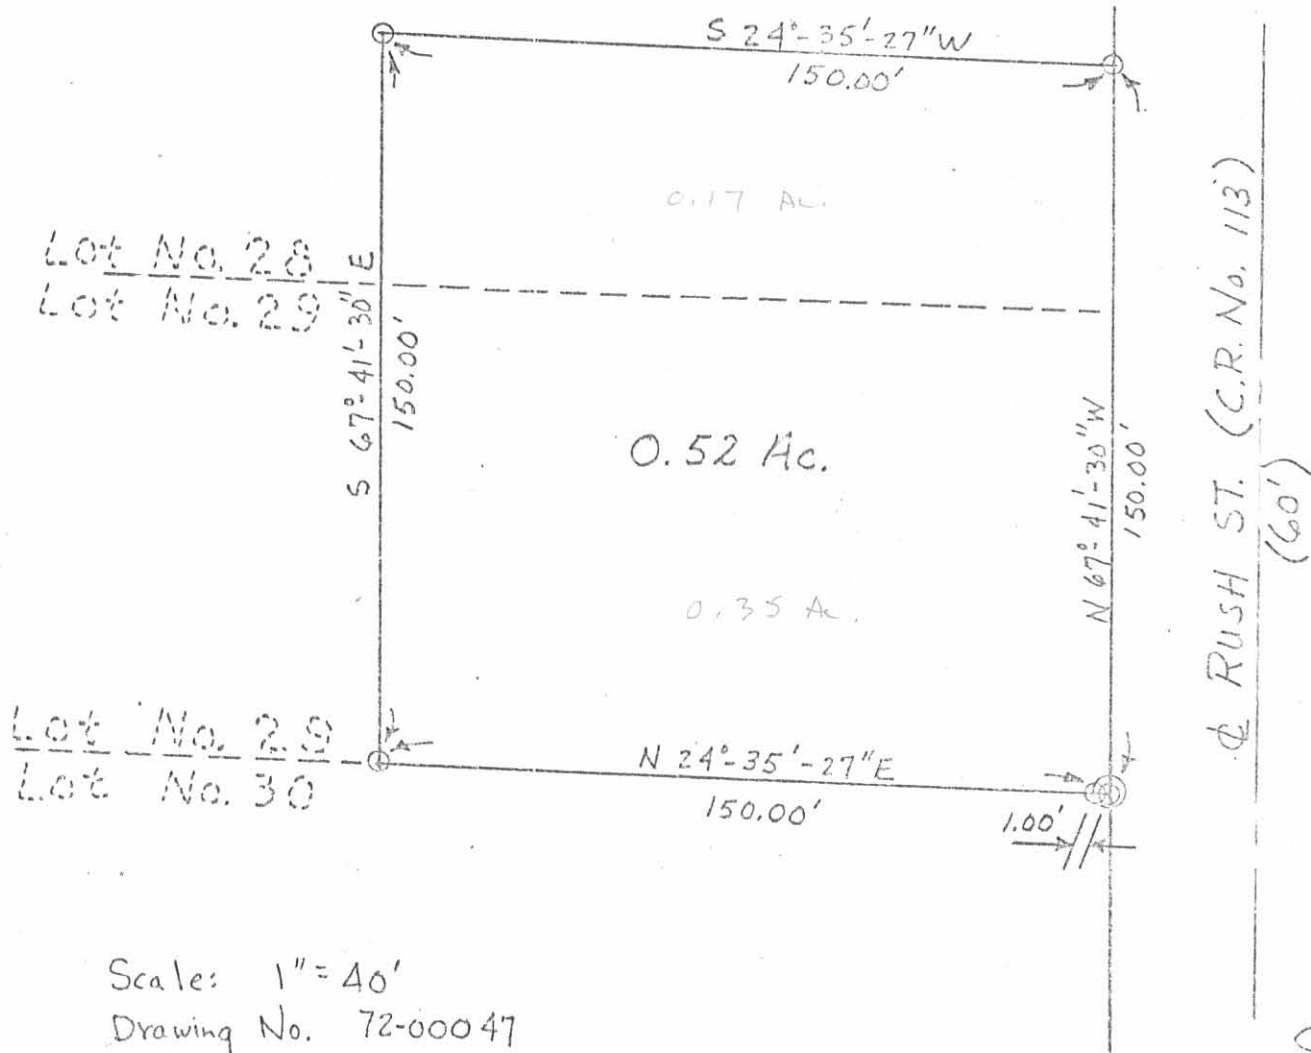 S 24°-35'-27" W
150.00'
0.17 Ac.
Lot No. 28
Lot No. 29
S 67°-41'-30" E
150.00'
0.52 Ac.
N 67°-41'-30" W
150.00'
℄ RUSH ST. (C.R. No. 113)
(60')
0.35 Ac.
Lot No. 29
Lot No. 30
N 24°-35'-27" E
150.00'
1.00'
Scale: 1" = 40'
Drawing No. 72-00047